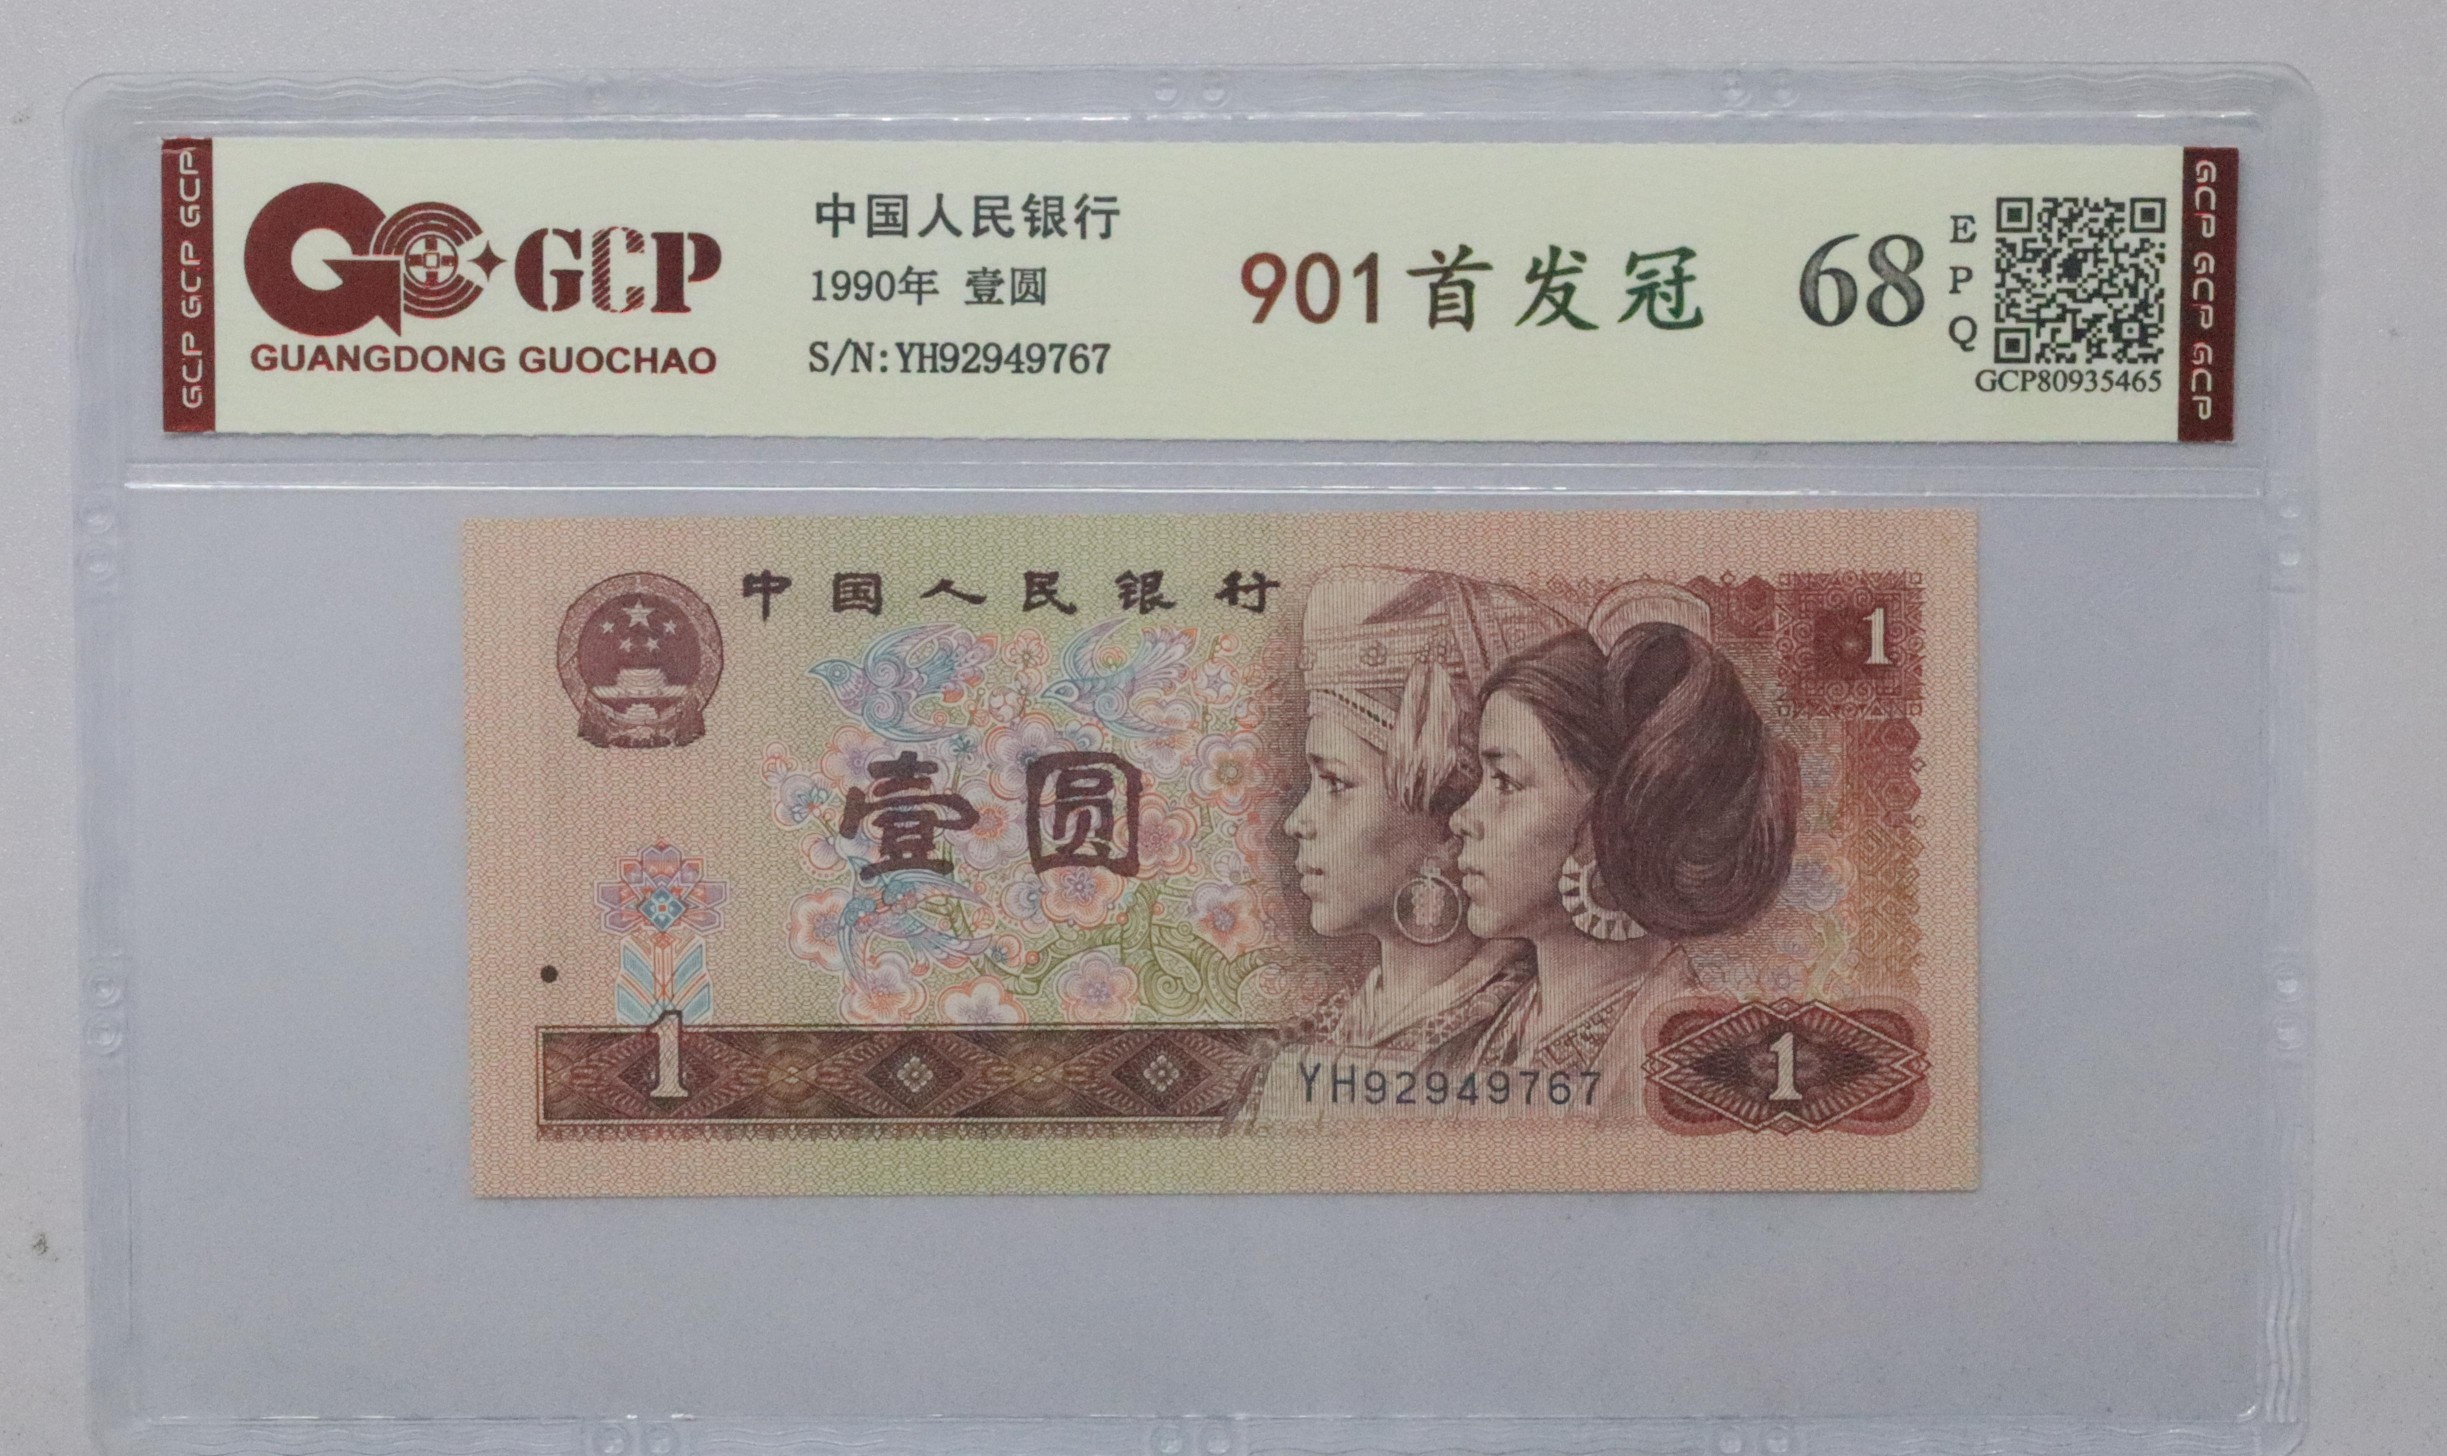 GCP GCP GCP
GCP
GUANGDONG GUOCHAO
中国人民银行
1990年 壹圆
S/N:YH92949767
901首发冠
68
EPQ
GCP80935465
GCP GCP GCP
中国人民银行
1
壹圆
1
YH92949767
1